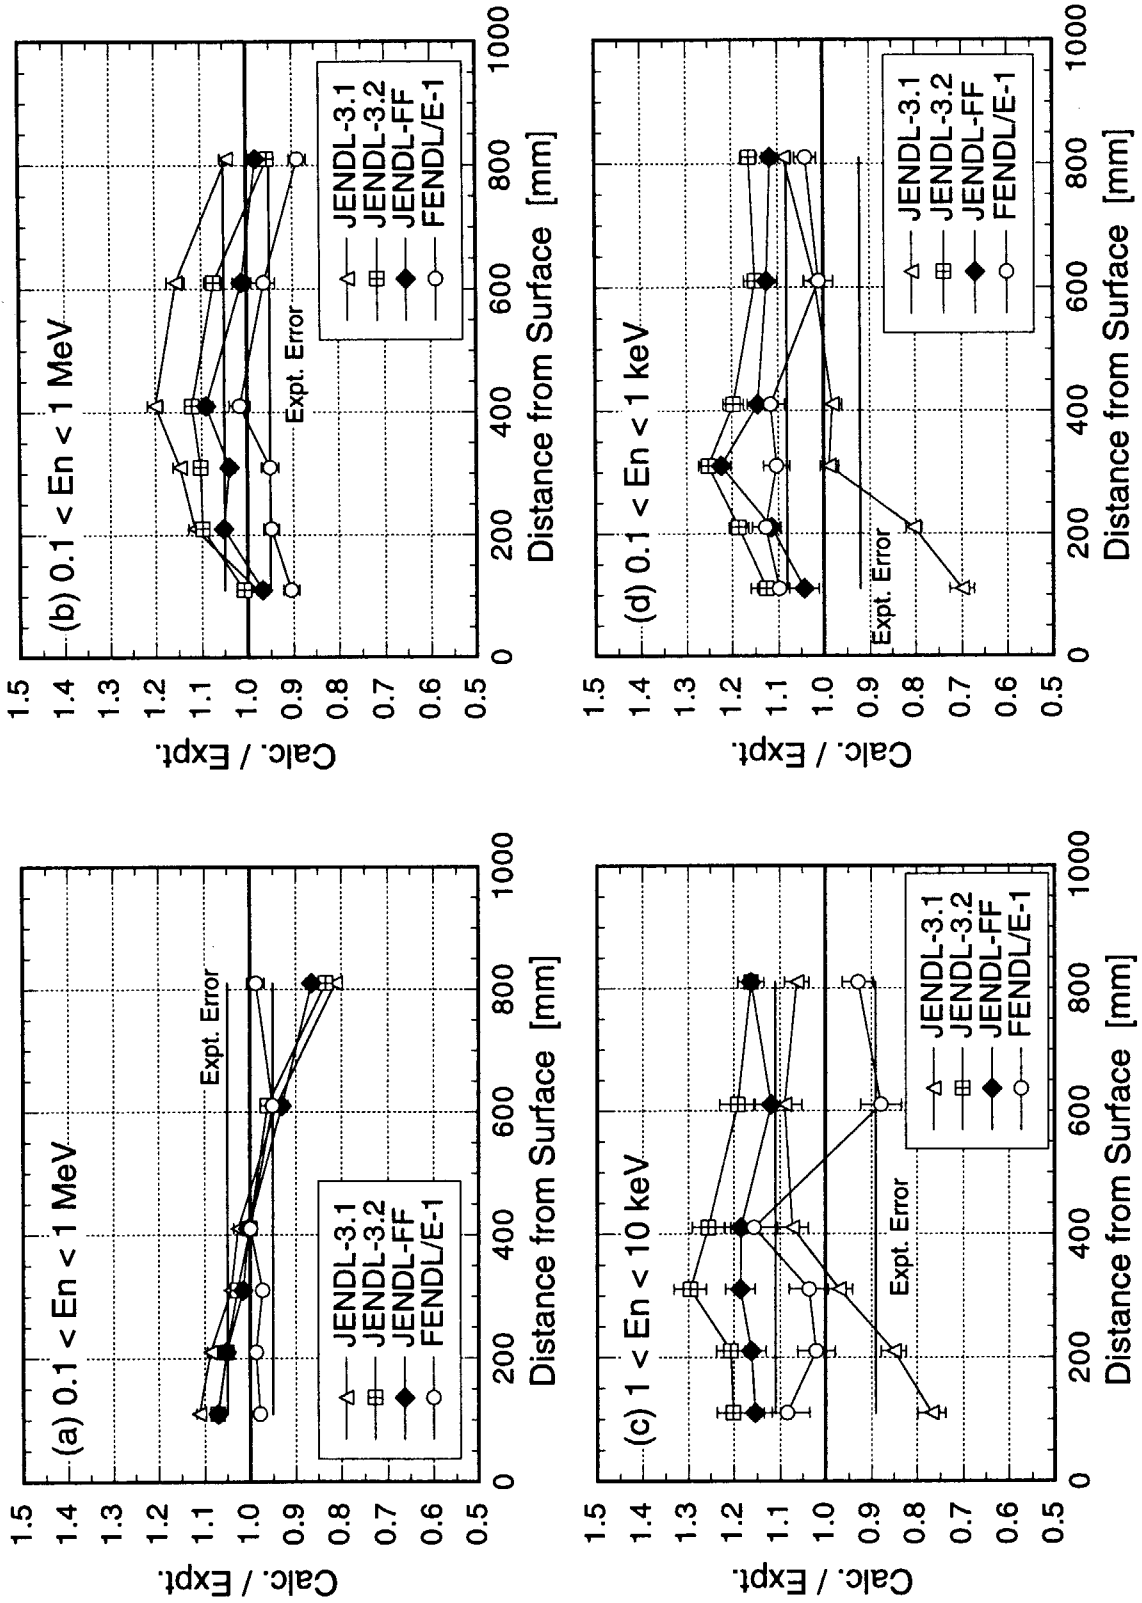 (a) 0.1 < En < 1 MeV
Calc. / Expt.
1.5
1.4
1.3
1.2
1.1
1.0
0.9
0.8
0.7
0.6
0.5
Expt. Error
JENDL-3.1
JENDL-3.2
JENDL-FF
FENDL/E-1
0 200 400 600 800 1000
Distance from Surface [mm]
(b) 0.1 < En < 1 MeV
Calc. / Expt.
1.5
1.4
1.3
1.2
1.1
1.0
0.9
0.8
0.7
0.6
0.5
Expt. Error
JENDL-3.1
JENDL-3.2
JENDL-FF
FENDL/E-1
0 200 400 600 800 1000
Distance from Surface [mm]
(c) 1 < En < 10 keV
Calc. / Expt.
1.5
1.4
1.3
1.2
1.1
1.0
0.9
0.8
0.7
0.6
0.5
Expt. Error
JENDL-3.1
JENDL-3.2
JENDL-FF
FENDL/E-1
0 200 400 600 800 1000
Distance from Surface [mm]
(d) 0.1 < En < 1 keV
Calc. / Expt.
1.5
1.4
1.3
1.2
1.1
1.0
0.9
0.8
0.7
0.6
0.5
Expt. Error
JENDL-3.1
JENDL-3.2
JENDL-FF
FENDL/E-1
0 200 400 600 800 1000
Distance from Surface [mm]